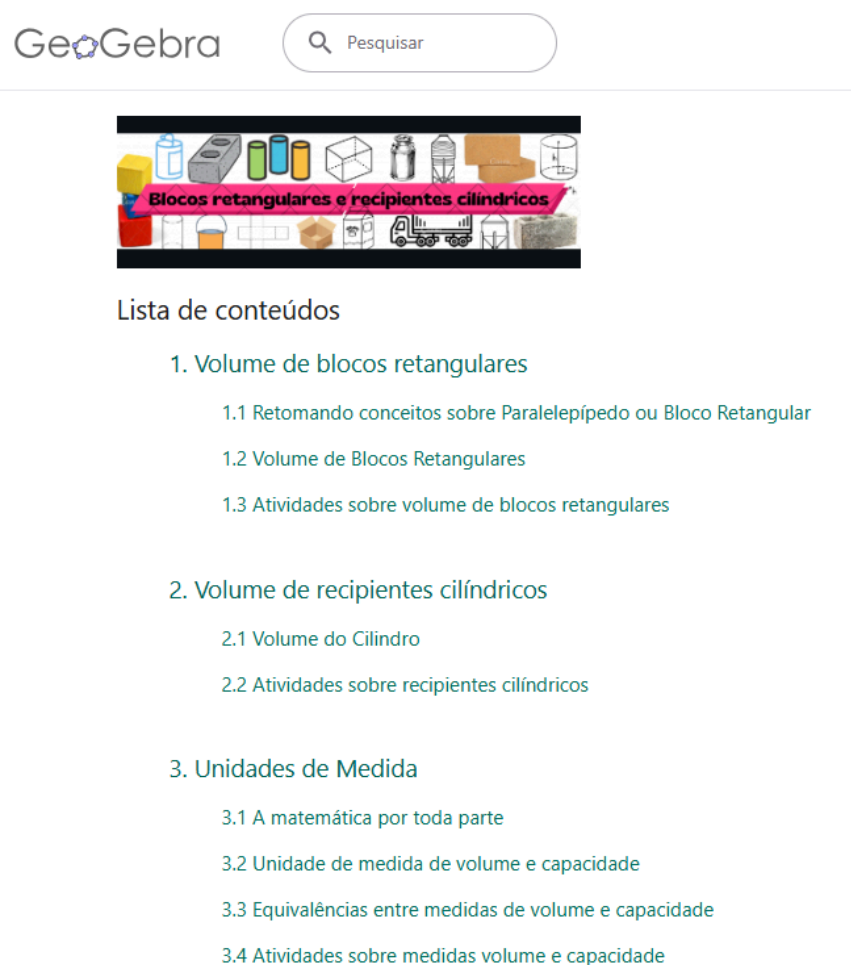 GeoGebra
Pesquisar
Blocos retangulares e recipientes cilíndricos
Lista de conteúdos
1. Volume de blocos retangulares
1.1 Retomando conceitos sobre Paralelepípedo ou Bloco Retangular
1.2 Volume de Blocos Retangulares
1.3 Atividades sobre volume de blocos retangulares
2. Volume de recipientes cilíndricos
2.1 Volume do Cilindro
2.2 Atividades sobre recipientes cilíndricos
3. Unidades de Medida
3.1 A matemática por toda parte
3.2 Unidade de medida de volume e capacidade
3.3 Equivalências entre medidas de volume e capacidade
3.4 Atividades sobre medidas volume e capacidade